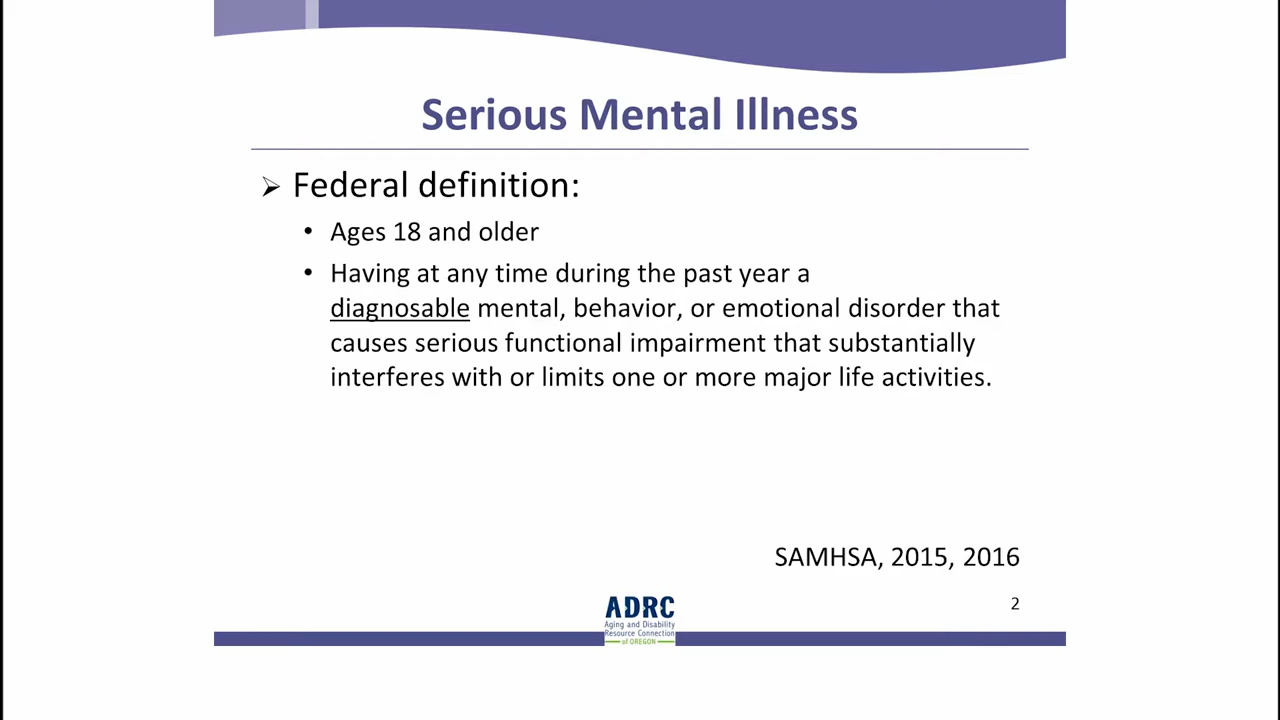 Serious Mental Illness
➢ Federal definition:
• Ages 18 and older
• Having at any time during the past year a
diagnosable mental, behavior, or emotional disorder that
causes serious functional impairment that substantially
interferes with or limits one or more major life activities.
SAMHSA, 2015, 2016
2
ADRC
Aging and Disability
Resource Connection
of OREGON